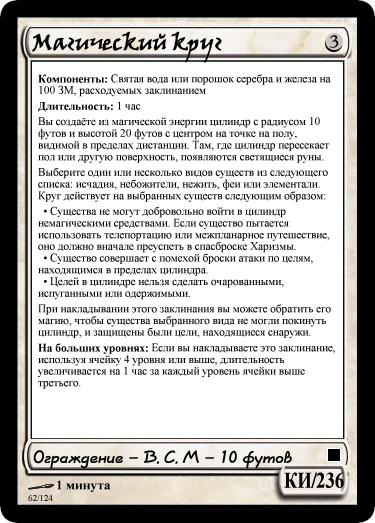 Магический круг
3
Компоненты: Святая вода или порошок серебра и железа на
100 ЗМ, расходуемых заклинанием
Длительность: 1 час
Вы создаёте из магической энергии цилиндр с радиусом 10
футов и высотой 20 футов с центром на точке на полу,
видимой в пределах дистанции. Там, где цилиндр пересекает
пол или другую поверхность, появляются светящиеся руны.
Выберите один или несколько видов существ из следующего
списка: исчадия, небожители, нежить, феи или элементали.
Круг действует на выбранных существ следующим образом:
• Существа не могут добровольно войти в цилиндр
немагическими средствами. Если существо пытается
использовать телепортацию или межпланарное путешествие,
оно должно вначале преуспеть в спасброске Харизмы.
• Существо совершает с помехой броски атаки по целям,
находящимся в пределах цилиндра.
• Целей в цилиндре нельзя сделать очарованными,
испуганными или одержимыми.
При накладывании этого заклинания вы можете обратить его
магию, чтобы существа выбранного вида не могли покинуть
цилиндр, и защищены были цели, находящиеся снаружи.
На больших уровнях: Если вы накладываете это заклинание,
используя ячейку 4 уровня или выше, длительность
увеличивается на 1 час за каждый уровень ячейки выше
третьего.
Ограждение – В, С, М – 10 футов
КИ/236
1 минута
62/124